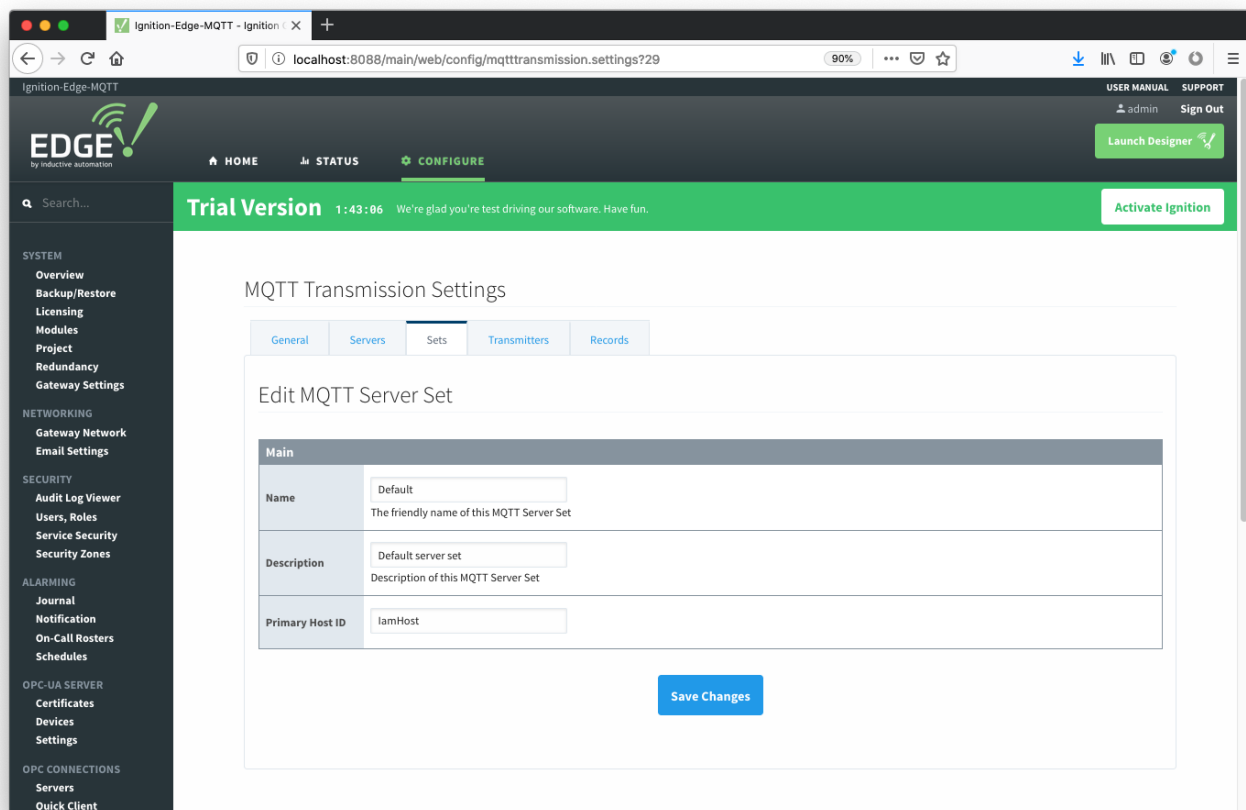 Ignition-Edge-MQTT - Ignition
localhost:8088/main/web/config/mqtttransmission.settings?29
90%
Ignition-Edge-MQTT
USER MANUAL SUPPORT
admin Sign Out
EDGE
by inductive automation
Launch Designer
HOME STATUS CONFIGURE
Search...
Trial Version 1:43:06 We're glad you're test driving our software. Have fun.
Activate Ignition
SYSTEM
Overview
Backup/Restore
Licensing
Modules
Project
Redundancy
Gateway Settings
NETWORKING
Gateway Network
Email Settings
SECURITY
Audit Log Viewer
Users, Roles
Service Security
Security Zones
ALARMING
Journal
Notification
On-Call Rosters
Schedules
OPC-UA SERVER
Certificates
Devices
Settings
OPC CONNECTIONS
Servers
Quick Client
MQTT Transmission Settings
General Servers Sets Transmitters Records
Edit MQTT Server Set
Main
Name
Default
The friendly name of this MQTT Server Set
Description
Default server set
Description of this MQTT Server Set
Primary Host ID
IamHost
Save Changes